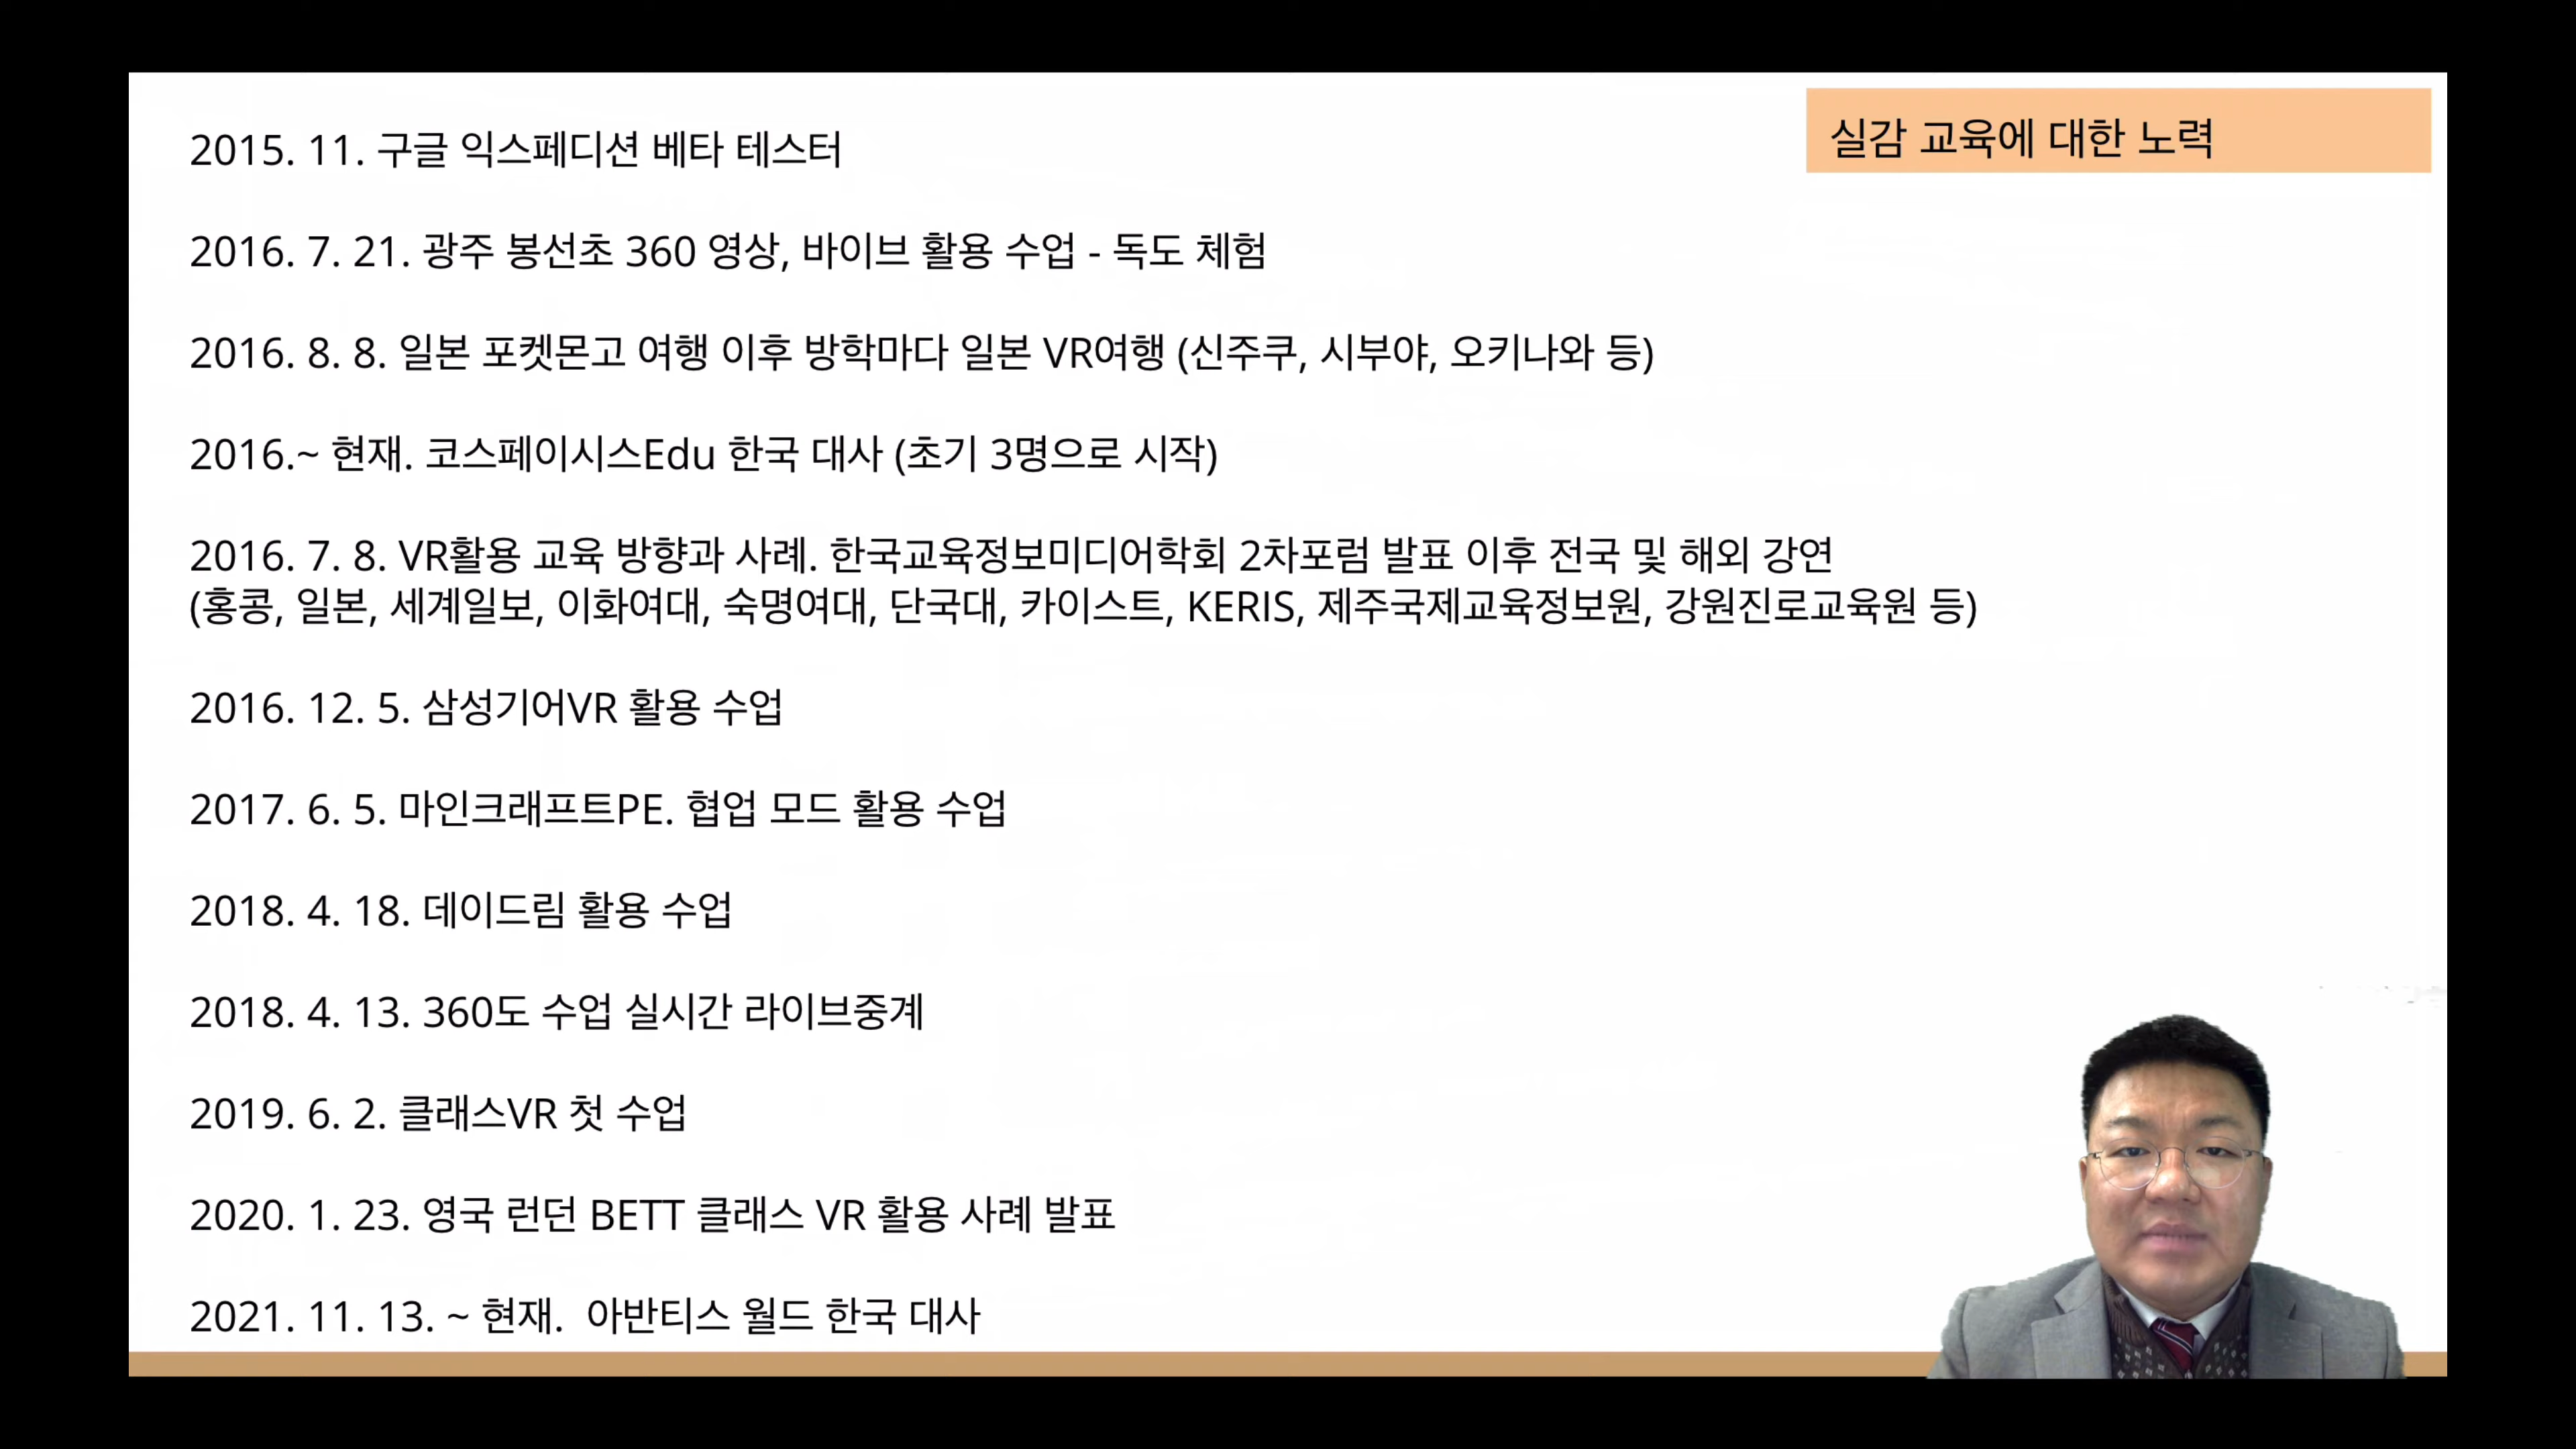 실감 교육에 대한 노력
2015. 11. 구글 익스페디션 베타 테스터
2016. 7. 21. 광주 봉선초 360 영상, 바이브 활용 수업 - 독도 체험
2016. 8. 8. 일본 포켓몬고 여행 이후 방학마다 일본 VR여행 (신주쿠, 시부야, 오키나와 등)
2016.~ 현재. 코스페이시스Edu 한국 대사 (초기 3명으로 시작)
2016. 7. 8. VR활용 교육 방향과 사례. 한국교육정보미디어학회 2차포럼 발표 이후 전국 및 해외 강연
(홍콩, 일본, 세계일보, 이화여대, 숙명여대, 단국대, 카이스트, KERIS, 제주국제교육정보원, 강원진로교육원 등)
2016. 12. 5. 삼성기어VR 활용 수업
2017. 6. 5. 마인크래프트PE. 협업 모드 활용 수업
2018. 4. 18. 데이드림 활용 수업
2018. 4. 13. 360도 수업 실시간 라이브중계
2019. 6. 2. 클래스VR 첫 수업
2020. 1. 23. 영국 런던 BETT 클래스 VR 활용 사례 발표
2021. 11. 13. ~ 현재. 아반티스 월드 한국 대사